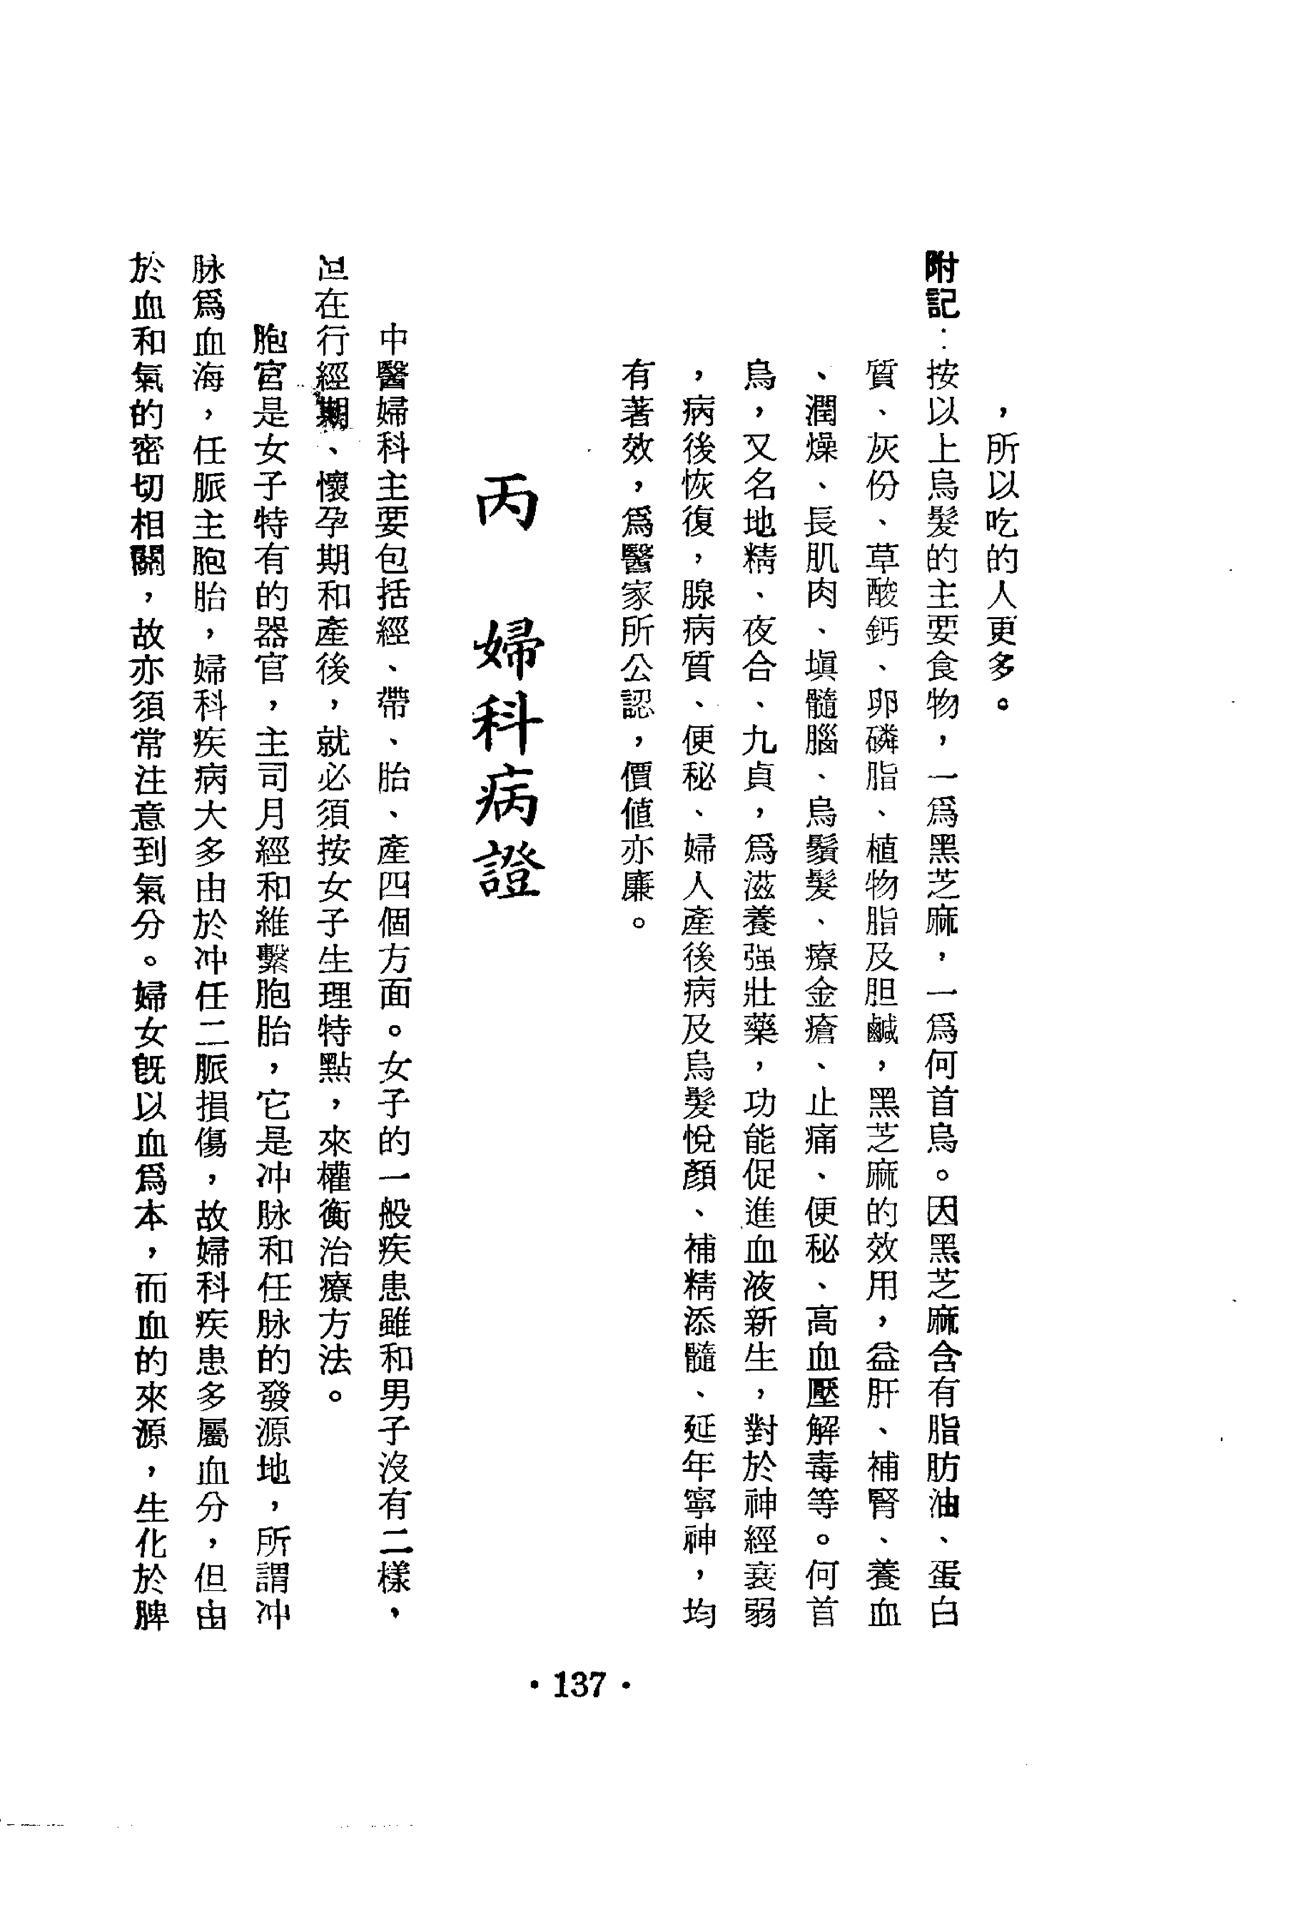 ，所以吃的人更多。
附記：按以上烏髮的主要食物，一爲黑芝麻，一爲何首烏。因黑芝麻含有脂肪油、蛋白
質、灰份、草酸鈣、卵磷脂、植物脂及胆鹹，黑芝麻的效用，益肝、補腎、養血
、潤燥、長肌肉、塡髓腦、烏鬚髮、療金瘡、止痛、便秘、高血壓解毒等。何首
烏，又名地精、夜合、九貞，爲滋養强壯藥，功能促進血液新生，對於神經衰弱
，病後恢復，腺病質、便秘、婦人產後病及烏髮悅顏、補精添髓、延年寧神，均
有著效，爲醫家所公認，價值亦廉。
丙　婦科病證
中醫婦科主要包括經、帶、胎、產四個方面。女子的一般疾患雖和男子沒有二樣，
但在行經期、懷孕期和產後，就必須按女子生理特點，來權衡治療方法。
胞宮是女子特有的器官，主司月經和維繫胞胎，它是冲脉和任脉的發源地，所謂冲
脉爲血海，任脈主胞胎，婦科疾病大多由於冲任二脈損傷，故婦科疾患多屬血分，但由
於血和氣的密切相關，故亦須常注意到氣分。婦女旣以血爲本，而血的來源，生化於脾
·137·